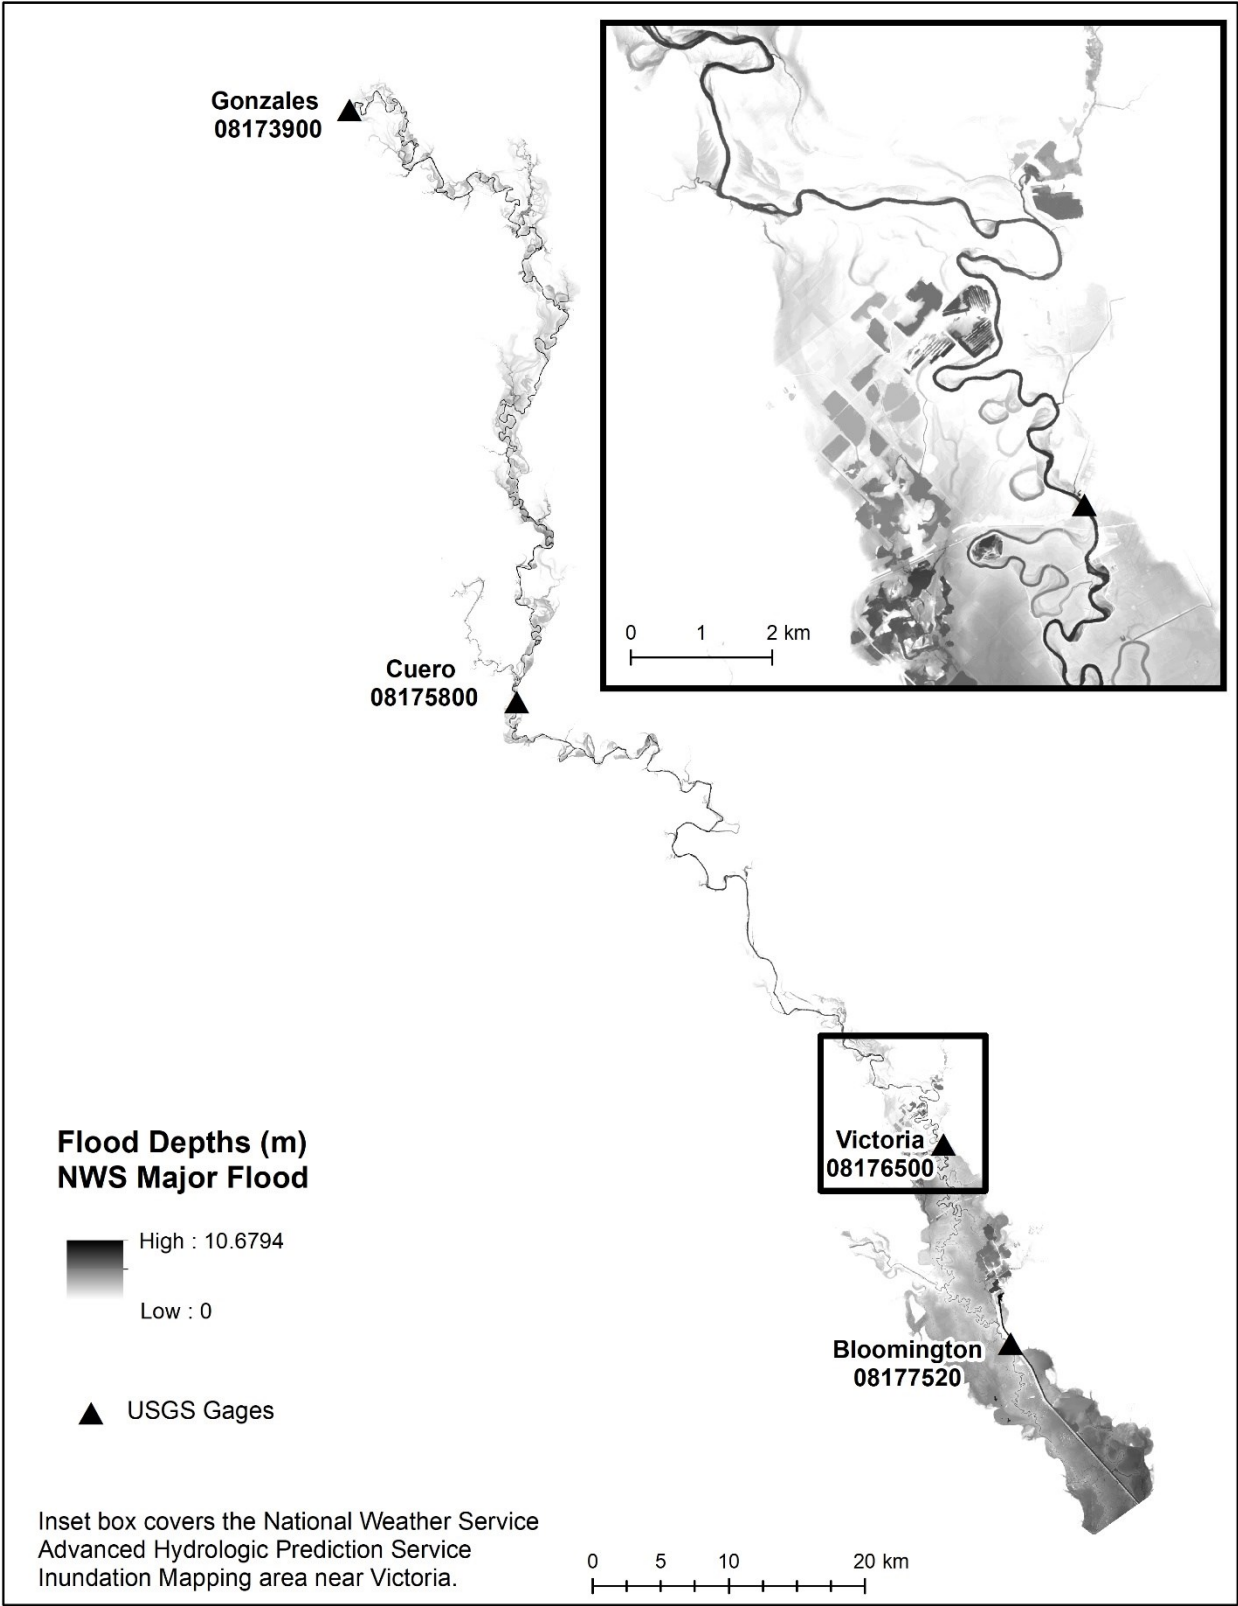 Gonzales
08173900
0 1 2 km
Cuero
08175800
Victoria
08176500
Flood Depths (m)
NWS Major Flood
High : 10.6794
Low : 0
Bloomington
08177520
USGS Gages
Inset box covers the National Weather Service
Advanced Hydrologic Prediction Service
Inundation Mapping area near Victoria.
0 5 10 20 km